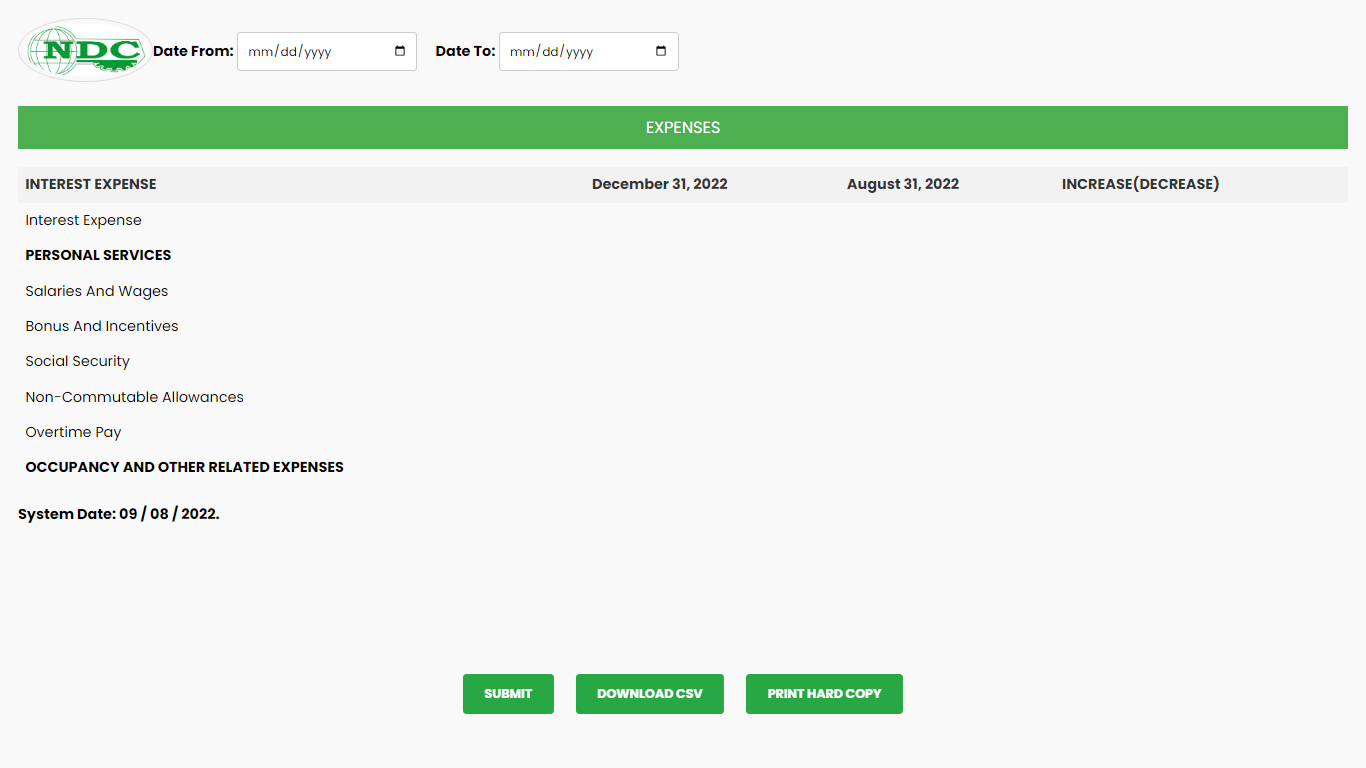 NDC Date From: mm/dd/yyyy Date To: mm/dd/yyyy
EXPENSES
INTEREST EXPENSE December 31, 2022 August 31, 2022 INCREASE(DECREASE)
Interest Expense
PERSONAL SERVICES
Salaries And Wages
Bonus And Incentives
Social Security
Non-Commutable Allowances
Overtime Pay
OCCUPANCY AND OTHER RELATED EXPENSES
System Date: 09 / 08 / 2022.
SUBMIT DOWNLOAD CSV PRINT HARD COPY